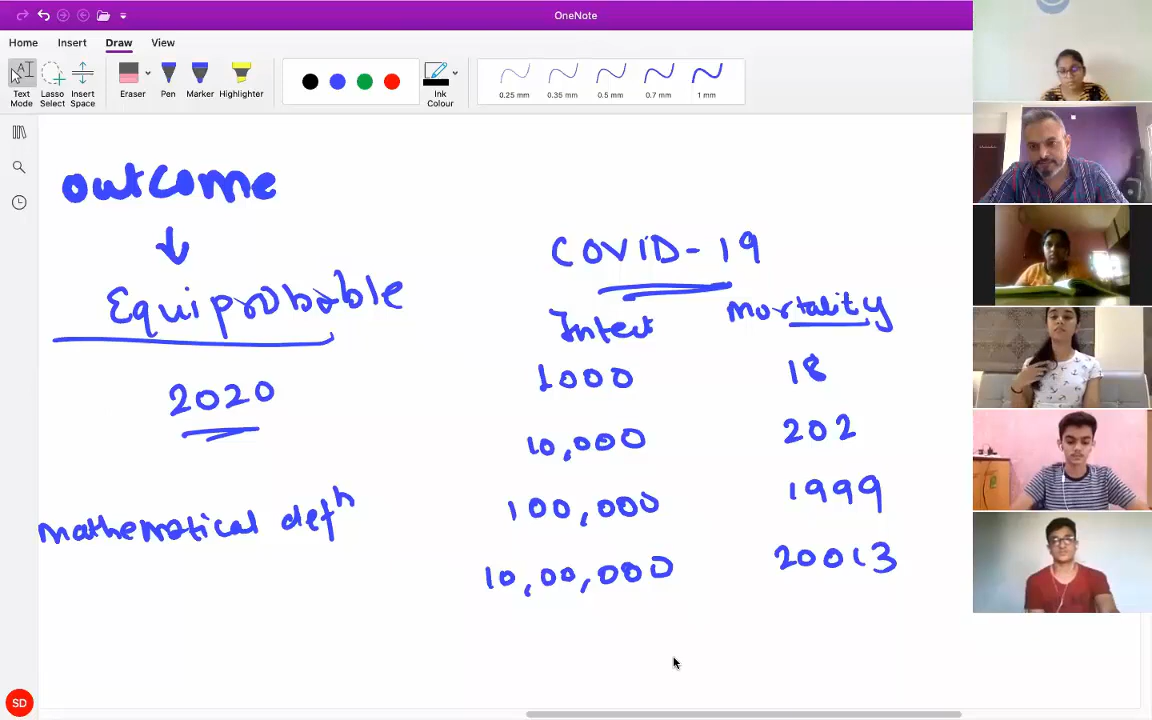 OneNote
Home Insert Draw View
Text Mode
Lasso Select
Insert Space
Eraser
Pen
Marker
Highlighter
Ink Colour
0.25 mm 0.35 mm 0.5 mm 0.7 mm 1 mm
outcome
Equiprobable
2020
mathematical defⁿ
COVID-19
Infect Mortality
1000 18
10,000 202
100,000 1999
10,00,000 20013
SD